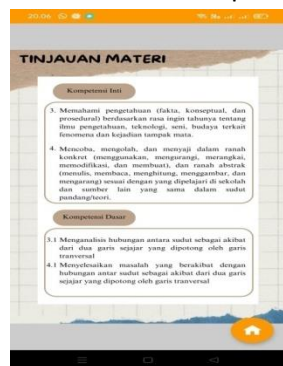 20.06
TINJAUAN MATERI
Kompetensi Inti
3. Memahami pengetahuan (fakta, konseptual, dan
prosedural) berdasarkan rasa ingin tahunya tentang
ilmu pengetahuan, teknologi, seni, budaya terkait
fenomena dan kejadian tampak mata.
4. Mencoba, mengolah, dan menyaji dalam ranah
konkret (menggunakan, mengurangi, merangkai,
memodifikasi, dan membuat), dan ranah abstrak
(menulis, membaca, menghitung, menggambar, dan
mengarang) sesuai dengan yang dipelajari di sekolah
dan sumber lain yang sama dalam sudut
pandang/teori.
Kompetensi Dasar
3.1 Menganalisis hubungan antara sudut sebagai akibat
dari dua garis sejajar yang dipotong oleh garis
tranversal
4.1 Menyelesaikan masalah yang berakibat dengan
hubungan antar sudut sebagai akibat dari dua garis
sejajar yang dipotong oleh garis tranversal